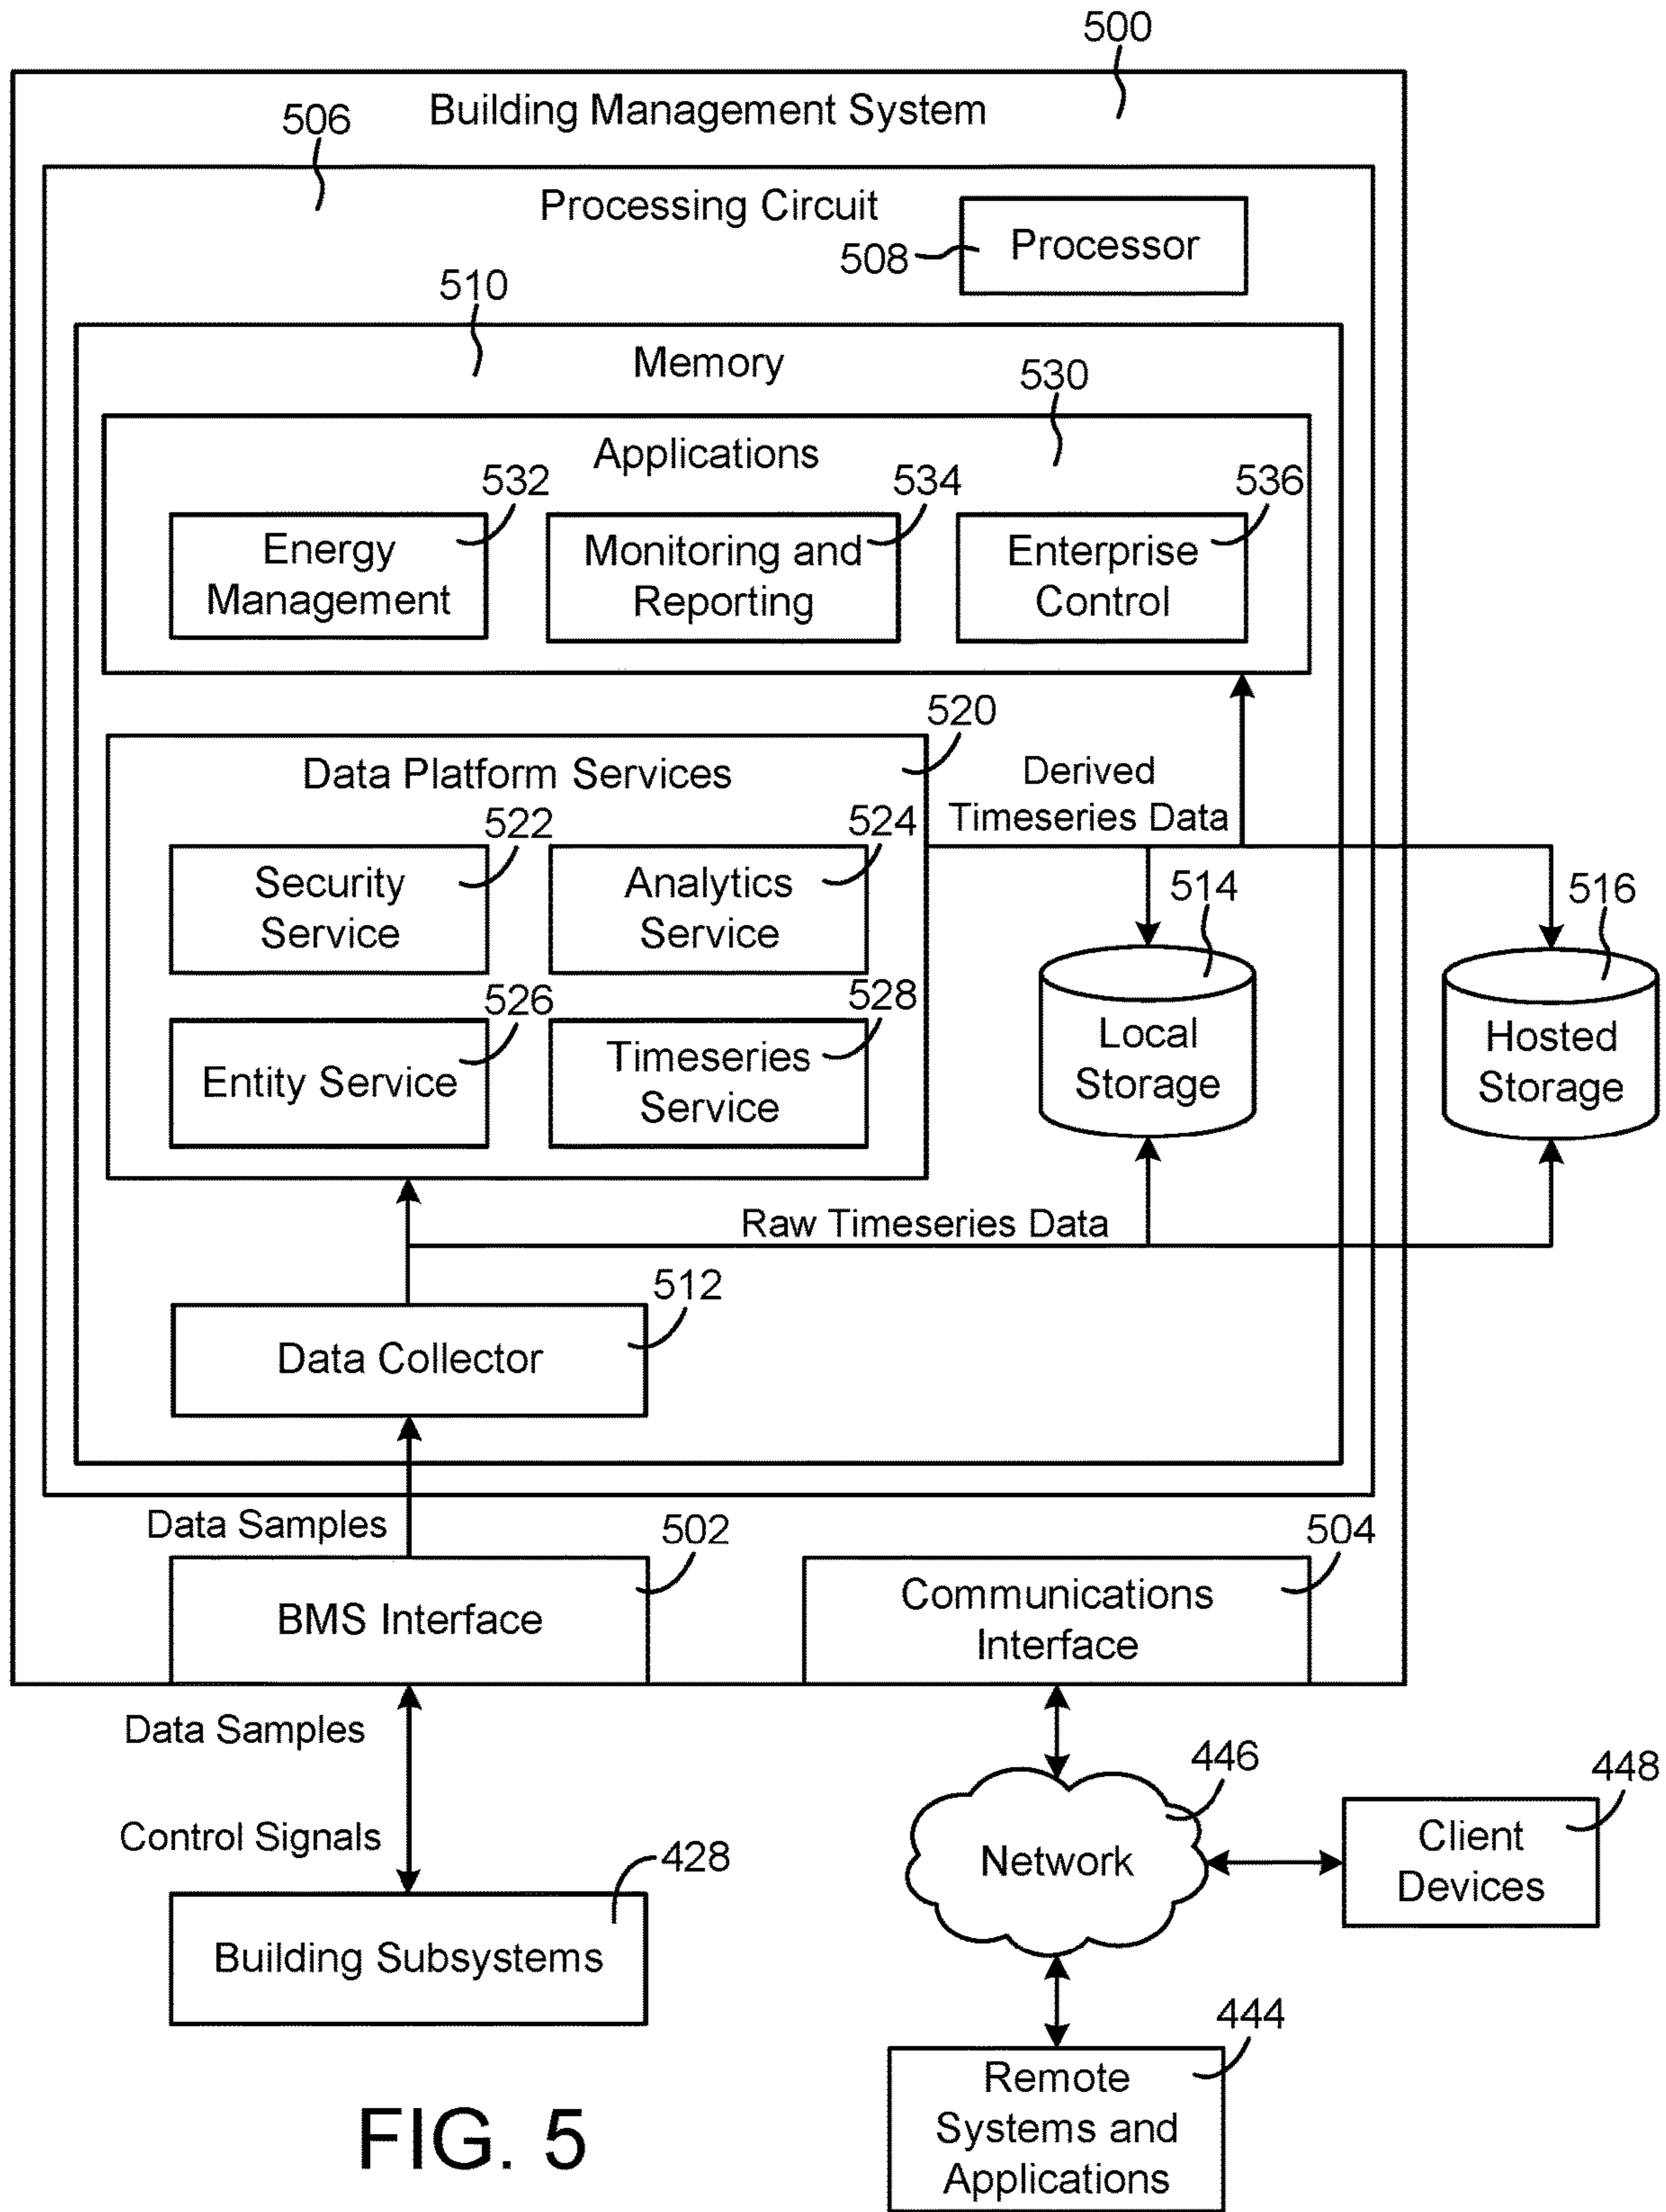 500
Building Management System
506
Processing Circuit
Processor
508
510
Memory
530
Applications
532
534
536
Energy
Management
Monitoring and
Reporting
Enterprise
Control
520
Data Platform Services
Derived
Timeseries Data
522
524
Security
Service
Analytics
Service
514
516
526
528
Entity Service
Timeseries
Service
Local
Storage
Hosted
Storage
Raw Timeseries Data
512
Data Collector
Data Samples
502
504
BMS Interface
Communications
Interface
Data Samples
Control Signals
446
448
Network
Client
Devices
428
Building Subsystems
444
Remote
Systems and
Applications
FIG. 5